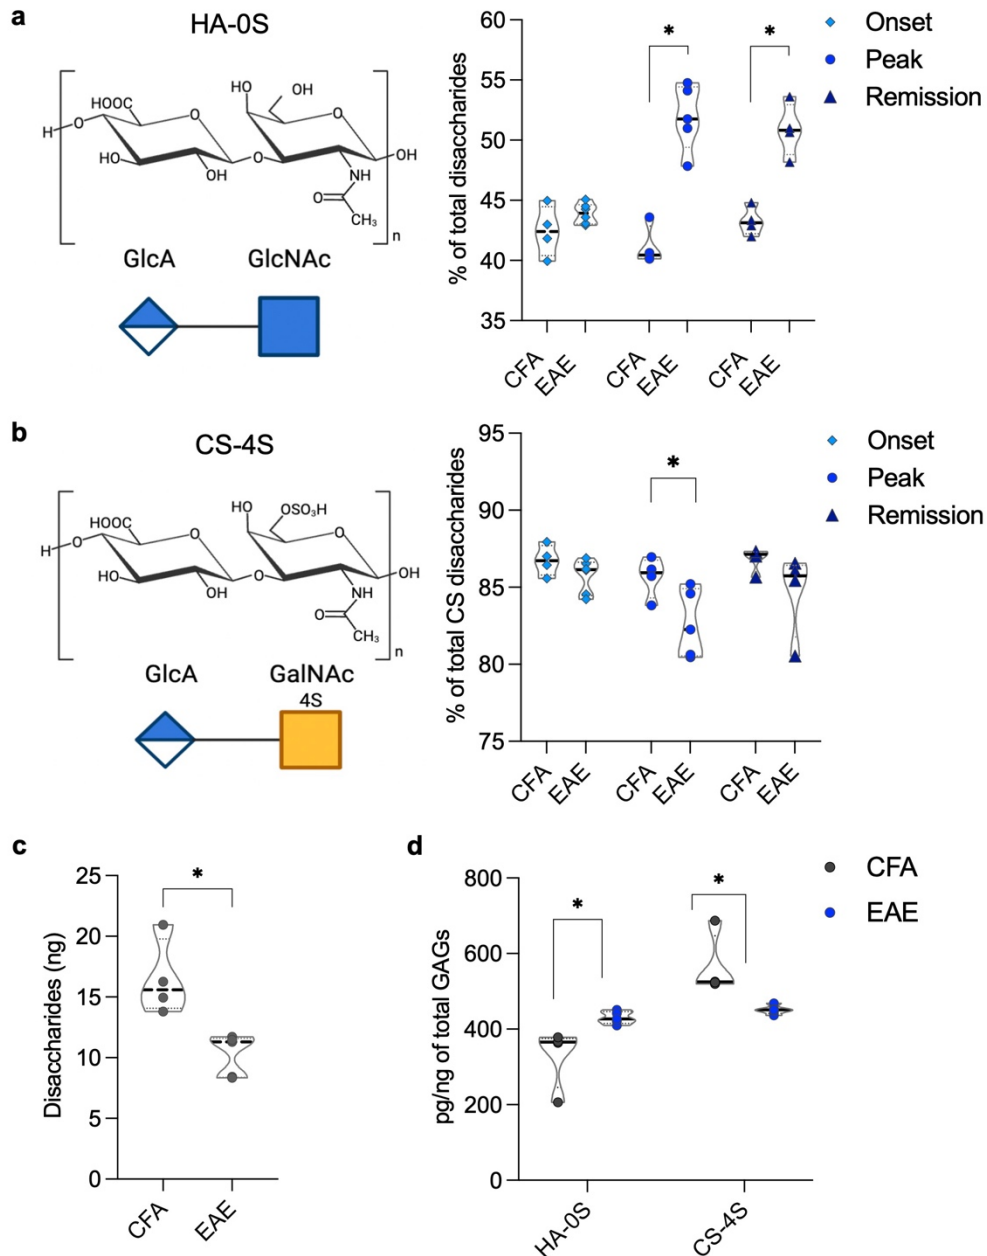 a
HA-0S
HOOC
O
H
O
HO
OH
HO
OH
O
O
NH
O
CH₃
OH
n
GlcA
GlcNAc
% of total disaccharides
60
55
50
45
40
35
*
*
CFA
EAE
CFA
EAE
CFA
EAE
Onset
Peak
Remission
b
CS-4S
HOOC
O
H
O
HO
OH
HO
OSO₃H
O
O
NH
O
CH₃
OH
n
GlcA
GalNAc
4S
% of total CS disaccharides
95
90
85
80
75
*
CFA
EAE
CFA
EAE
CFA
EAE
Onset
Peak
Remission
c
Disaccharides (ng)
25
20
15
10
5
0
*
CFA
EAE
d
pg/ng of total GAGs
800
600
400
200
0
*
*
HA-0S
CS-4S
CFA
EAE